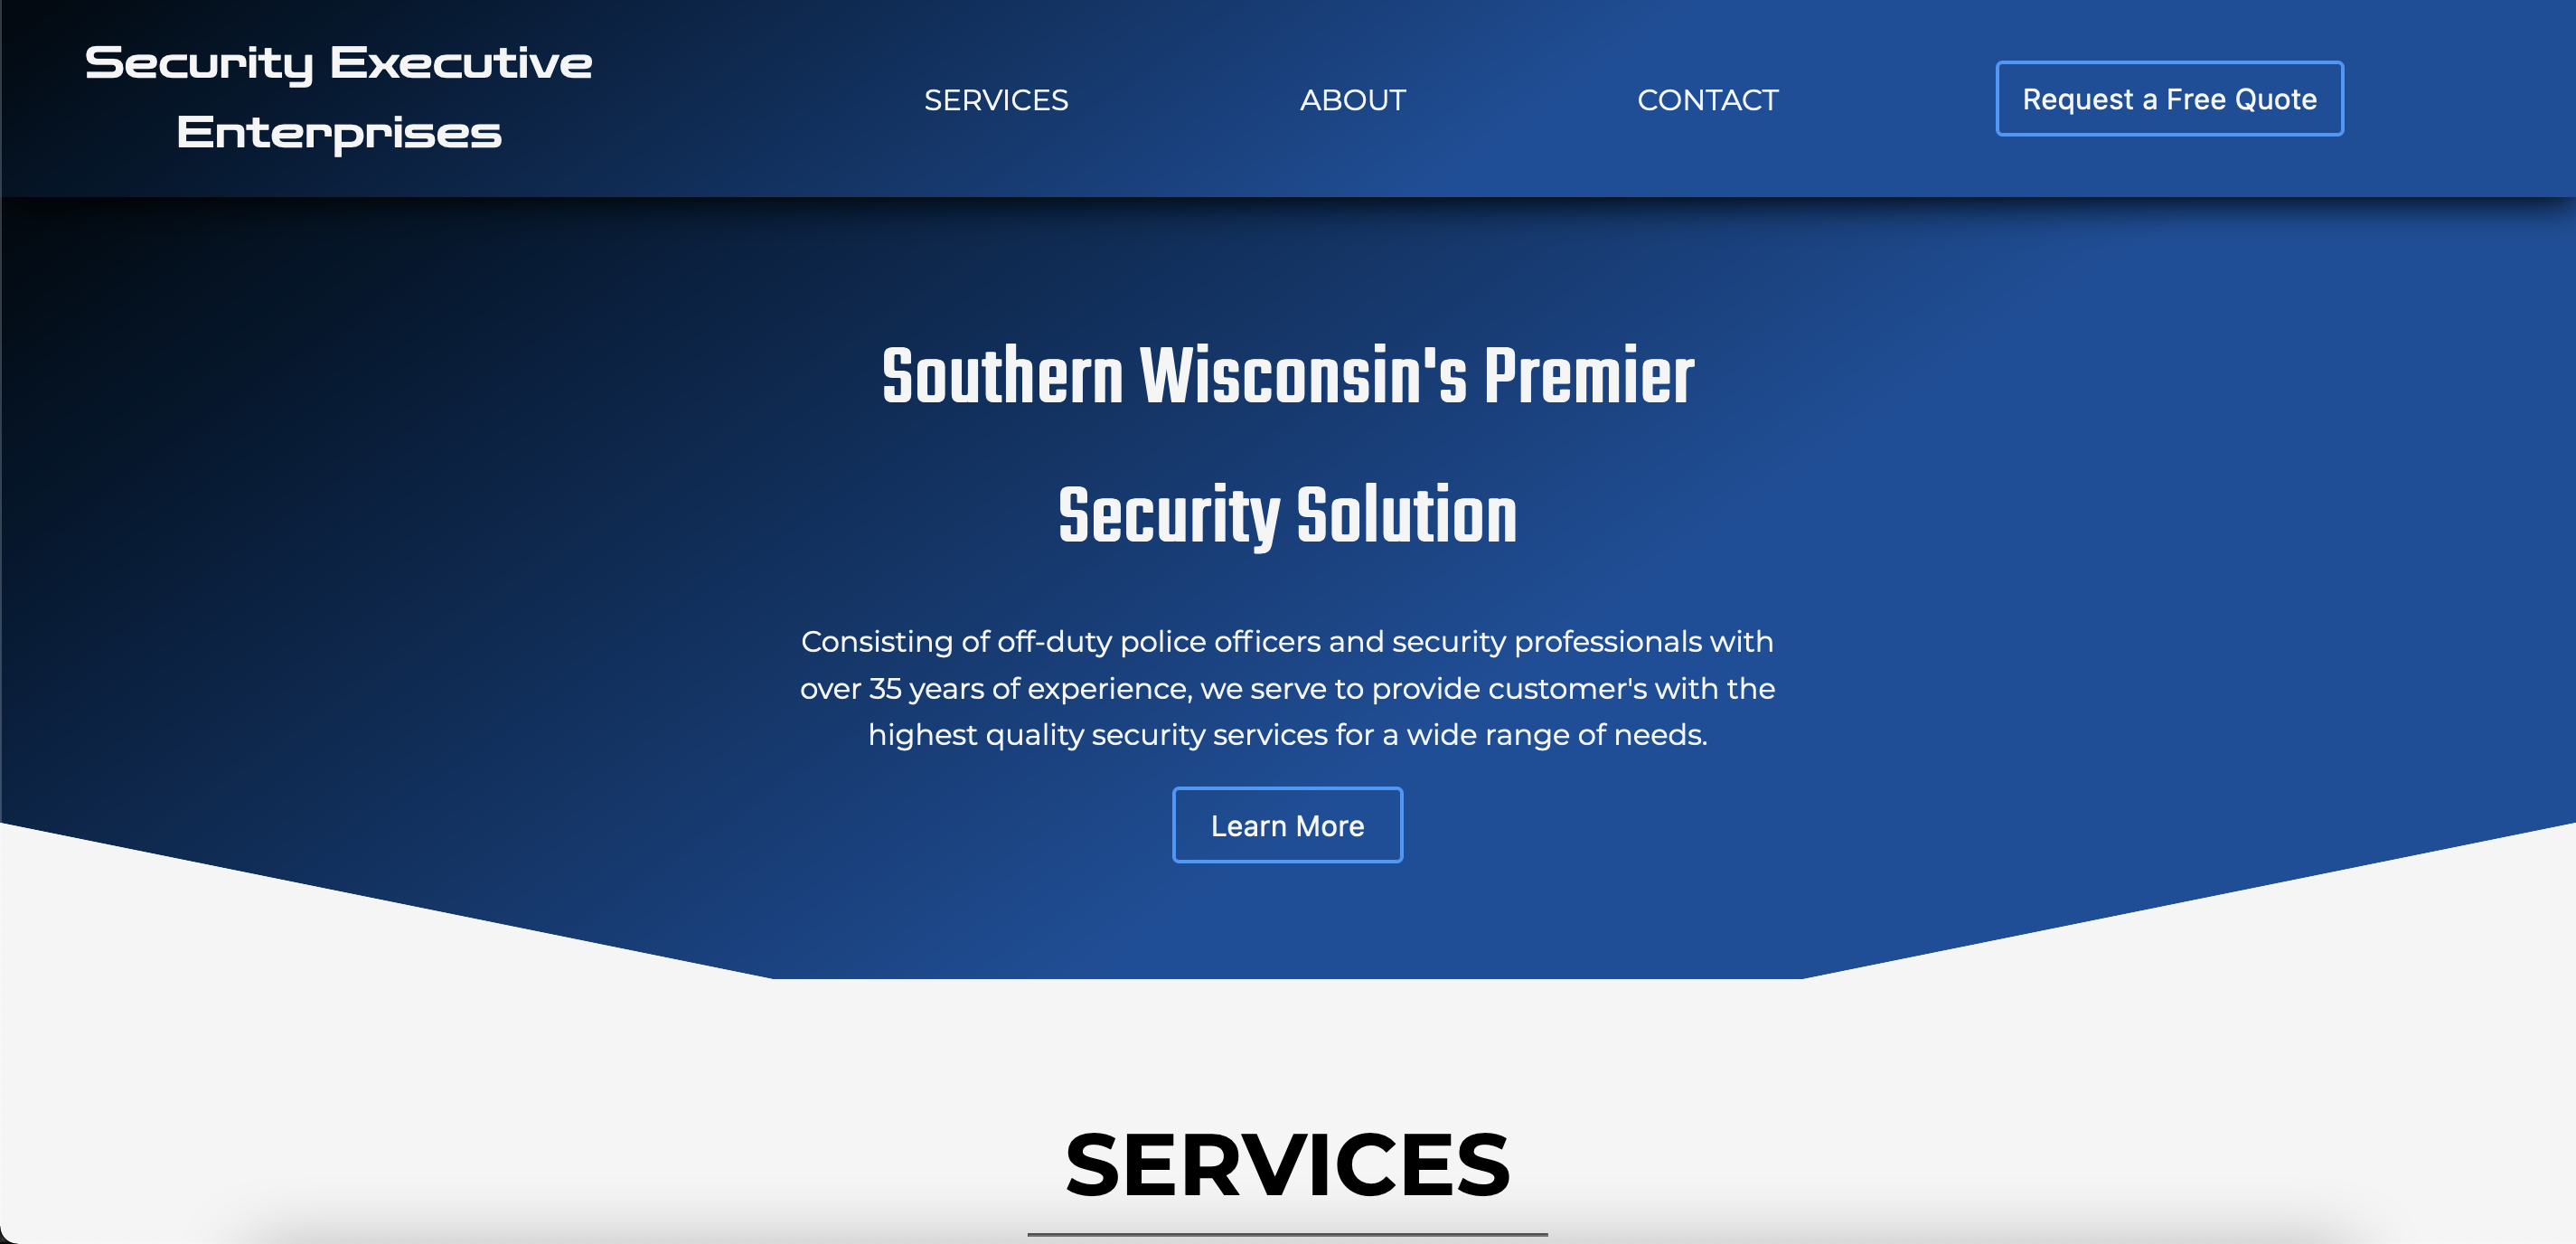 Security Executive
Enterprises
SERVICES
ABOUT
CONTACT
Request a Free Quote
Southern Wisconsin's Premier
Security Solution
Consisting of off-duty police officers and security professionals with
over 35 years of experience, we serve to provide customer's with the
highest quality security services for a wide range of needs.
Learn More
SERVICES